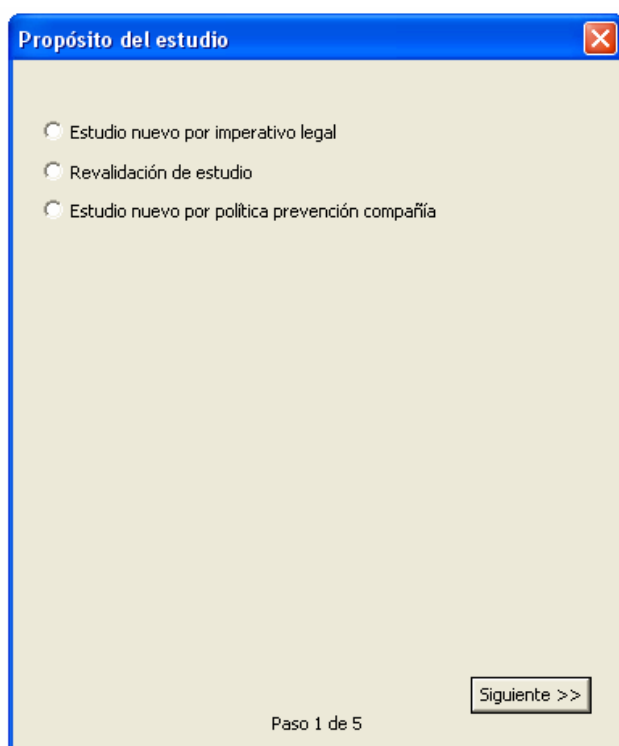 Propósito del estudio
Estudio nuevo por imperativo legal
Revalidación de estudio
Estudio nuevo por política prevención compañía
Siguiente >>
Paso 1 de 5